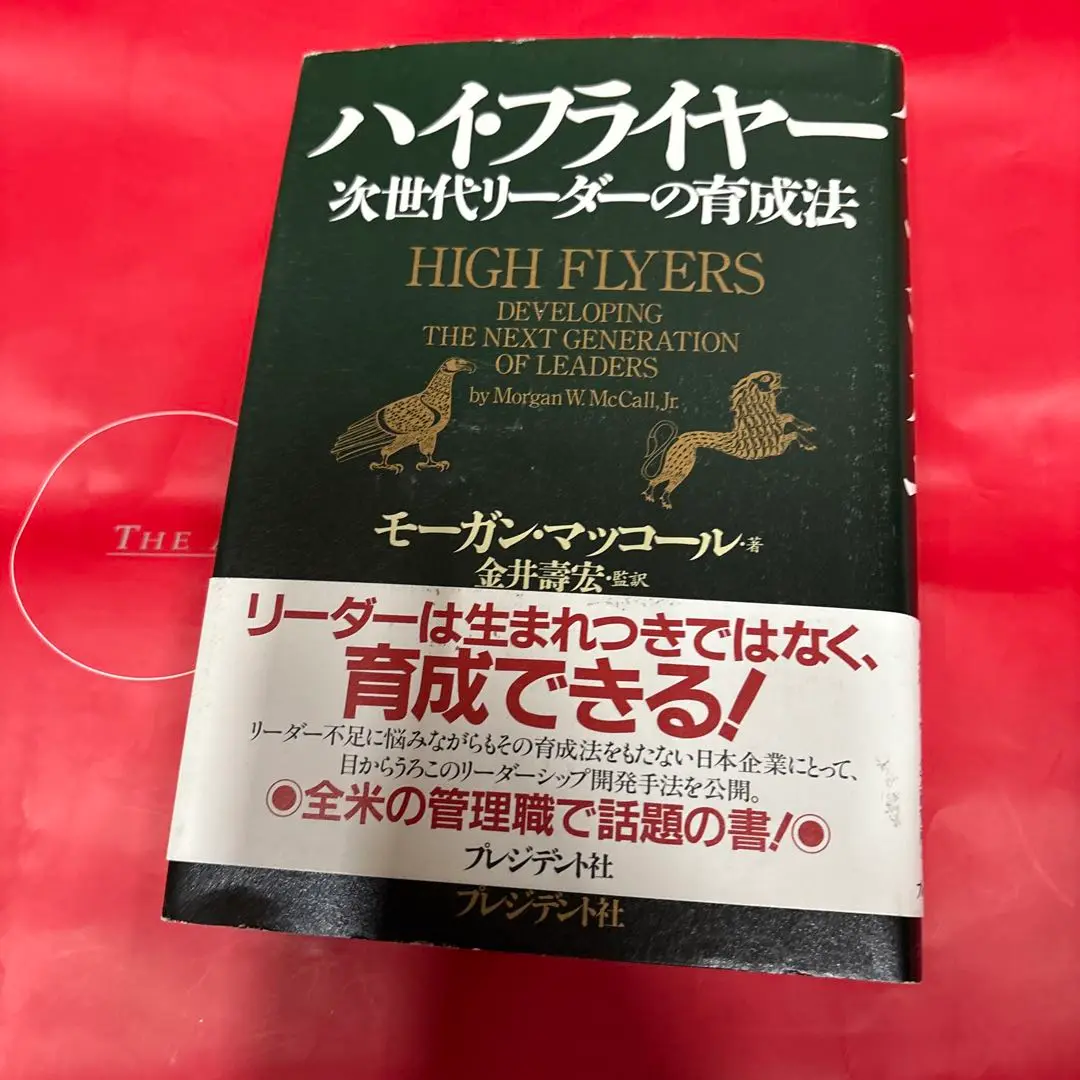 ハイ・フライヤー
次世代リーダーの育成法
HIGH FLYERS
DEVELOPING
THE NEXT GENERATION
OF LEADERS
by Morgan W. McCall, Jr.
モーガン・マッコール・著
金井壽宏・監訳
リーダーは生まれつきではなく、
育成できる!
リーダー不足に悩みながらもその育成法をもたない日本企業にとって、
目からうろこのリーダーシップ開発手法を公開。
◉全米の管理職で話題の書!◉
プレジデント社
プレジデント社
THE